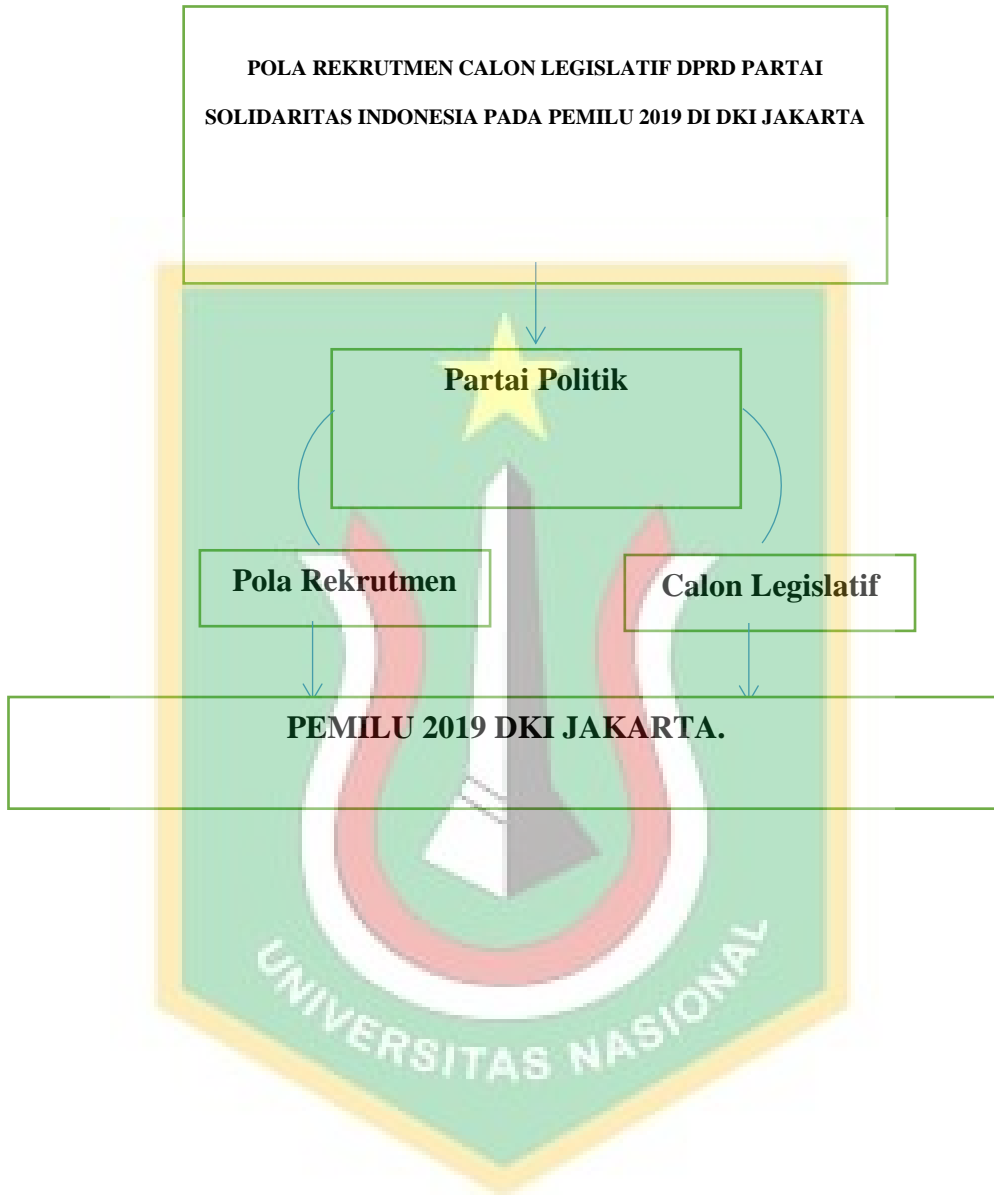 POLA REKRUTMEN CALON LEGISLATIF DPRD PARTAI
SOLIDARITAS INDONESIA PADA PEMILU 2019 DI DKI JAKARTA
Partai Politik
Pola Rekrutmen
Calon Legislatif
PEMILU 2019 DKI JAKARTA.
UNIVERSITAS NASIONAL